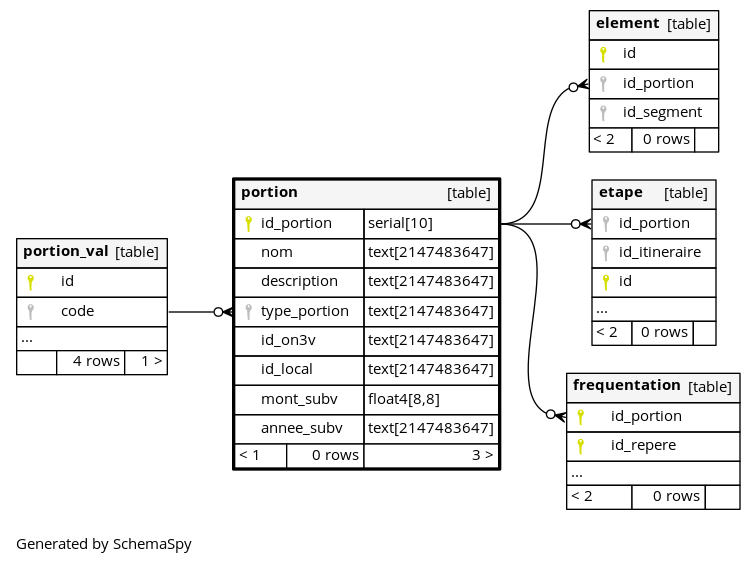 element [table]
id
id_portion
id_segment
< 2 0 rows
portion [table]
id_portion serial[10]
nom text[2147483647]
description text[2147483647]
type_portion text[2147483647]
id_on3v text[2147483647]
id_local text[2147483647]
mont_subv float4[8,8]
annee_subv text[2147483647]
< 1 0 rows 3 >
etape [table]
id_portion
id_itineraire
id
...
< 2 0 rows
portion_val [table]
id
code
...
4 rows 1 >
frequentation [table]
id_portion
id_repere
...
< 2 0 rows
Generated by SchemaSpy